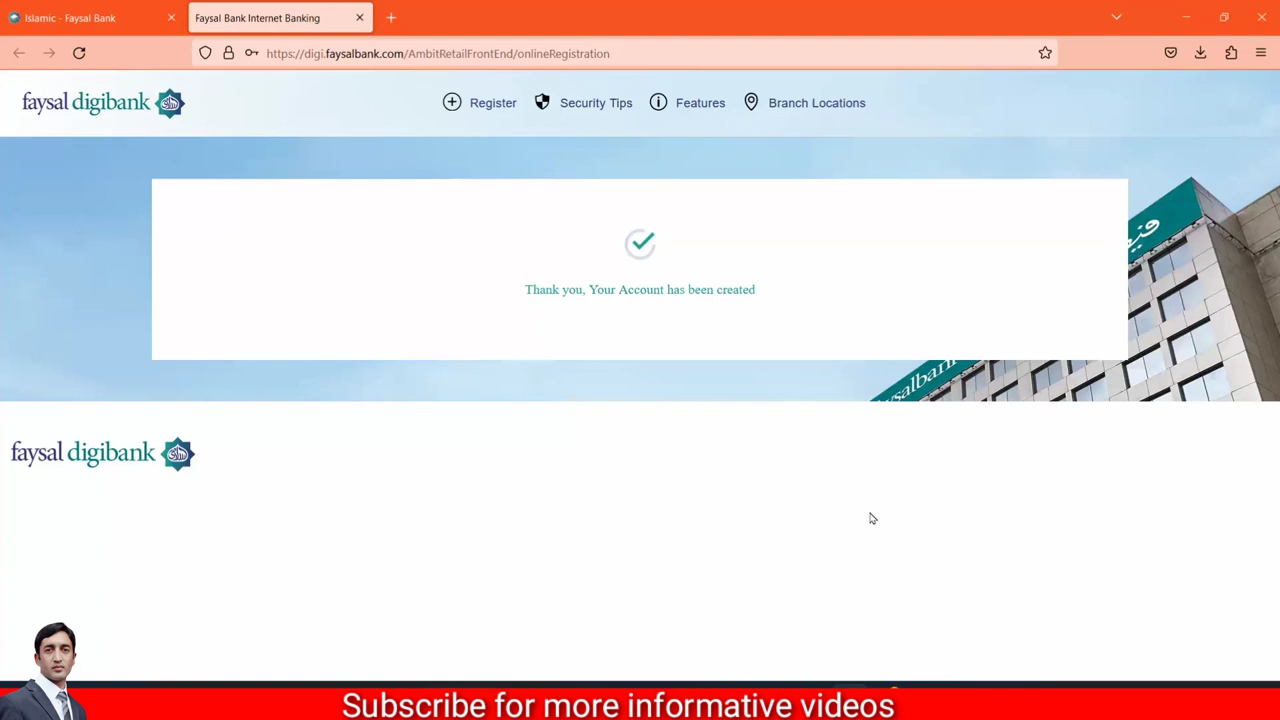 Islamic - Faysal Bank
Faysal Bank Internet Banking
https://digi.faysalbank.com/AmbitRetailFrontEnd/onlineRegistration
faysal digibank
Register
Security Tips
Features
Branch Locations
Thank you, Your Account has been created
faysalbank
faysal digibank
Subscribe for more informative videos